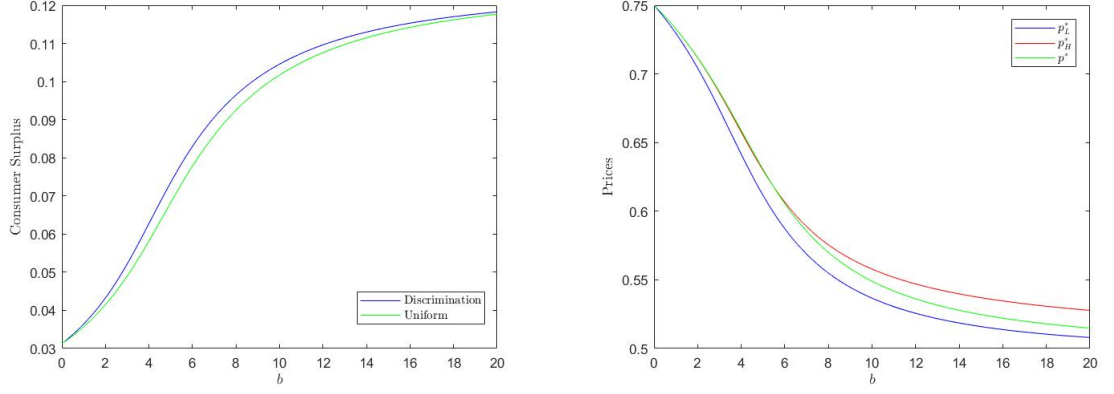 0.12
0.11
0.1
0.09
0.08
0.07
0.06
0.05
0.04
0.03
Consumer Surplus
Discrimination
Uniform
0 2 4 6 8 10 12 14 16 18 20
b
0.75
0.7
0.65
0.6
0.55
0.5
Prices
p*L
p*H
p*
0 2 4 6 8 10 12 14 16 18 20
b